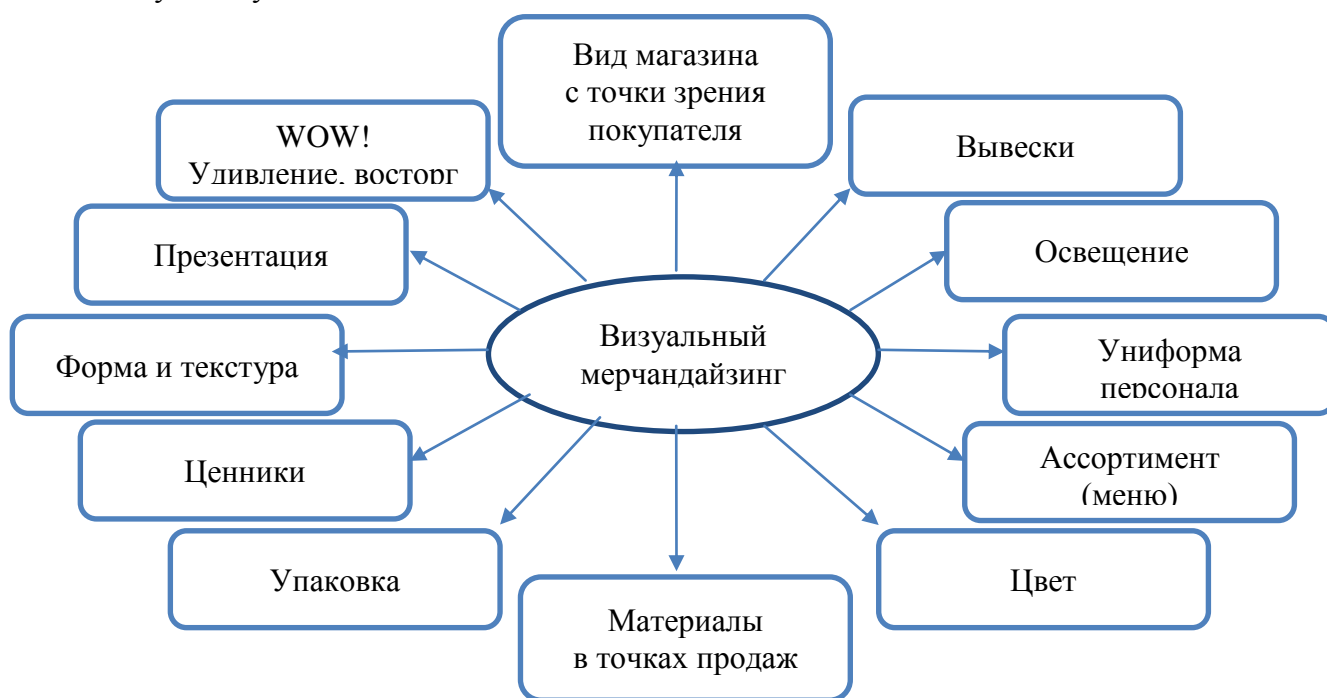 Вид магазина
с точки зрения
покупателя
WOW!
Удивление, восторг
Вывески
Презентация
Освещение
Визуальный
мерчандайзинг
Форма и текстура
Униформа
персонала
Ценники
Ассортимент
(меню)
Упаковка
Цвет
Материалы
в точках продаж